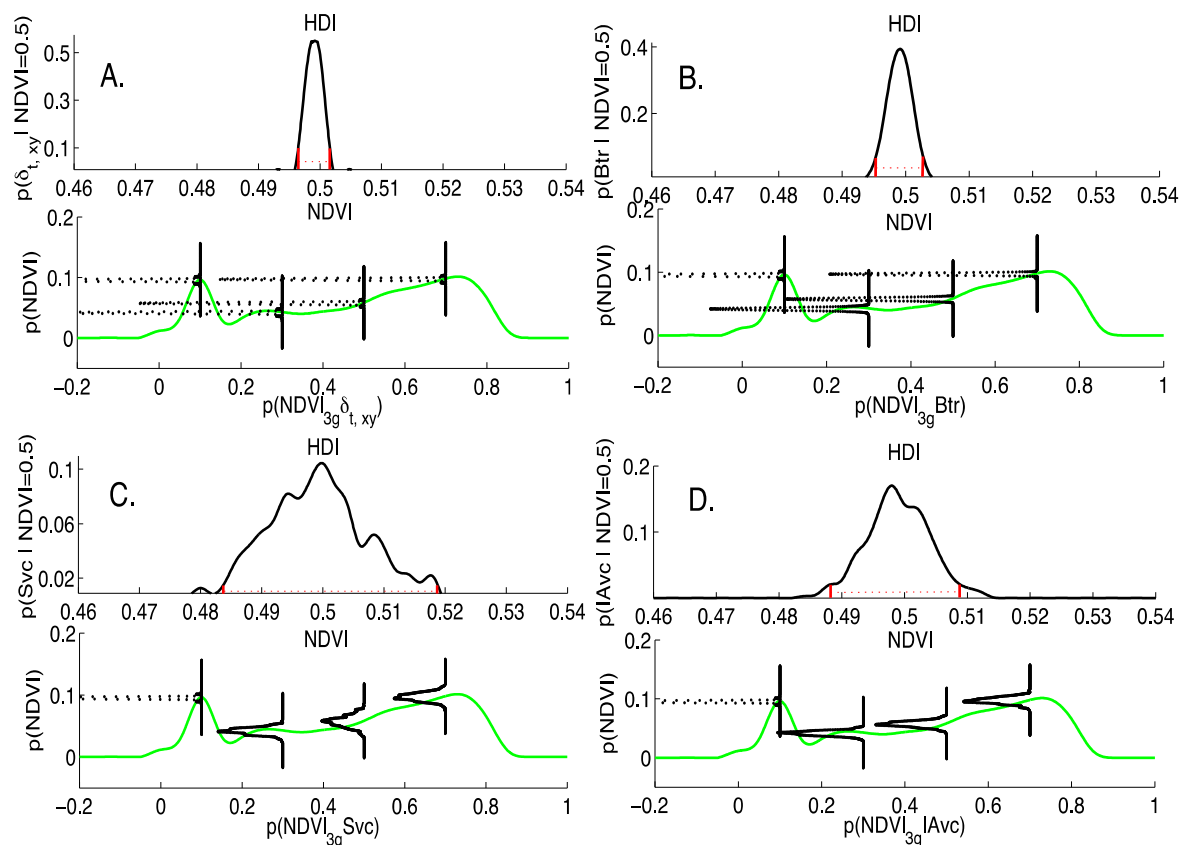 HDI
p(δt, xy | NDVI=0.5)
A.
0.5
0.3
0.1
0.46 0.47 0.48 0.49 0.5 0.51 0.52 0.53 0.54
NDVI
p(NDVI)
0.2
0.1
0
−0.2 0 0.2 0.4 0.6 0.8 1
p(NDVI3gδt, xy)
HDI
p(Btr | NDVI=0.5)
B.
0.4
0.2
0.46 0.47 0.48 0.49 0.5 0.51 0.52 0.53 0.54
NDVI
p(NDVI)
0.2
0.1
0
−0.2 0 0.2 0.4 0.6 0.8 1
p(NDVI3gBtr)
HDI
p(Svc | NDVI=0.5)
C.
0.1
0.06
0.02
0.46 0.47 0.48 0.49 0.5 0.51 0.52 0.53 0.54
NDVI
p(NDVI)
0.2
0.1
0
−0.2 0 0.2 0.4 0.6 0.8 1
p(NDVI3gSvc)
HDI
p(IAvc | NDVI=0.5)
D.
0.2
0.1
0.46 0.47 0.48 0.49 0.5 0.51 0.52 0.53 0.54
NDVI
p(NDVI)
0.2
0.1
0
−0.2 0 0.2 0.4 0.6 0.8 1
p(NDVI3gIAvc)